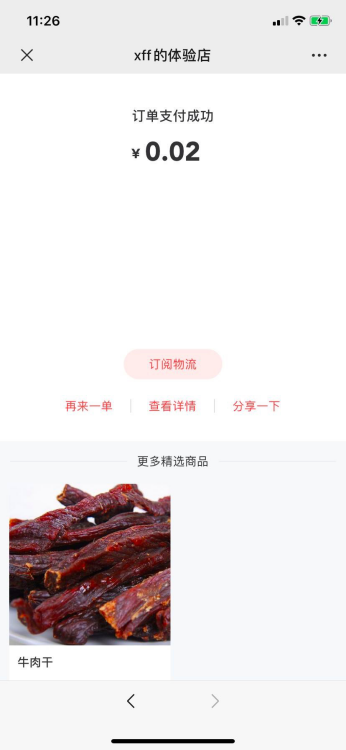 11:26
xff的体验店
订单支付成功
¥ 0.02
订阅物流
再来一单
查看详情
分享一下
更多精选商品
牛肉干